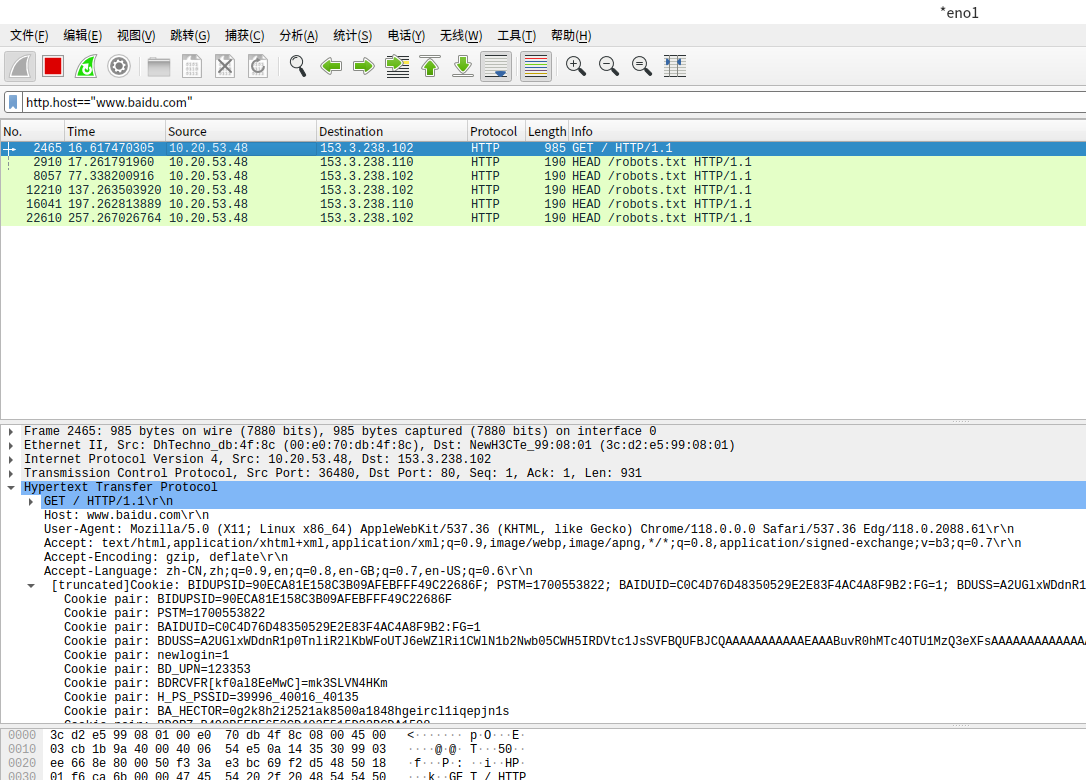 *eno1
文件(F) 编辑(E) 视图(V) 跳转(G) 捕获(C) 分析(A) 统计(S) 电话(Y) 无线(W) 工具(T) 帮助(H)
http.host=="www.baidu.com"
No. Time Source Destination Protocol Length Info
2465 16.617470305 10.20.53.48 153.3.238.102 HTTP 985 GET / HTTP/1.1
2910 17.261791960 10.20.53.48 153.3.238.110 HTTP 190 HEAD /robots.txt HTTP/1.1
8057 77.338200916 10.20.53.48 153.3.238.102 HTTP 190 HEAD /robots.txt HTTP/1.1
12210 137.263503920 10.20.53.48 153.3.238.102 HTTP 190 HEAD /robots.txt HTTP/1.1
16041 197.262813889 10.20.53.48 153.3.238.110 HTTP 190 HEAD /robots.txt HTTP/1.1
22610 257.267026764 10.20.53.48 153.3.238.102 HTTP 190 HEAD /robots.txt HTTP/1.1
Frame 2465: 985 bytes on wire (7880 bits), 985 bytes captured (7880 bits) on interface 0
Ethernet II, Src: DhTechno_db:4f:8c (00:e0:70:db:4f:8c), Dst: NewH3CTe_99:08:01 (3c:d2:e5:99:08:01)
Internet Protocol Version 4, Src: 10.20.53.48, Dst: 153.3.238.102
Transmission Control Protocol, Src Port: 36480, Dst Port: 80, Seq: 1, Ack: 1, Len: 931
Hypertext Transfer Protocol
GET / HTTP/1.1\r\n
Host: www.baidu.com\r\n
User-Agent: Mozilla/5.0 (X11; Linux x86_64) AppleWebKit/537.36 (KHTML, like Gecko) Chrome/118.0.0.0 Safari/537.36 Edg/118.0.2088.61\r\n
Accept: text/html,application/xhtml+xml,application/xml;q=0.9,image/webp,image/apng,*/*;q=0.8,application/signed-exchange;v=b3;q=0.7\r\n
Accept-Encoding: gzip, deflate\r\n
Accept-Language: zh-CN,zh;q=0.9,en;q=0.8,en-GB;q=0.7,en-US;q=0.6\r\n
[truncated]Cookie: BIDUPSID=90ECA81E158C3B09AFEBFFF49C22686F; PSTM=1700553822; BAIDUID=C0C4D76D48350529E2E83F4AC4A8F9B2:FG=1; BDUSS=A2UGlxWDdnR1
Cookie pair: BIDUPSID=90ECA81E158C3B09AFEBFFF49C22686F
Cookie pair: PSTM=1700553822
Cookie pair: BAIDUID=C0C4D76D48350529E2E83F4AC4A8F9B2:FG=1
Cookie pair: BDUSS=A2UGlxWDdnR1p0TnliR2lKbWFoUTJ6eWZlRi1CWlN1b2Nwb05CWH5IRDVtc1JsSVFBQUFBJCQAAAAAAAAAAAEAAABuvR0hMTc4OTU1MzQ3eXFsAAAAAAAAAAAAA
Cookie pair: newlogin=1
Cookie pair: BD_UPN=123353
Cookie pair: BDRCVFR[kf0al8EeMwC]=mk3SLVN4HKm
Cookie pair: H_PS_PSSID=39996_40016_40135
Cookie pair: BA_HECTOR=0g2k8h2i2521ak8500a1848hgeircl1iqepjn1s
Cookie pair:
0000 3c d2 e5 99 08 01 00 e0 70 db 4f 8c 08 00 45 00 <······· p·O···E·
0010 03 cb 1b 9a 40 00 40 06 54 e5 0a 14 35 30 99 03 ····@·@· T···50··
0020 ee 66 8e 80 00 50 f3 3a e3 bc 69 f2 d5 48 50 18 ·f···P·: ··i··HP·
0030 01 f6 ca 6b 00 00 47 45 54 20 2f 20 48 54 54 50 ···k··GE T / HTTP